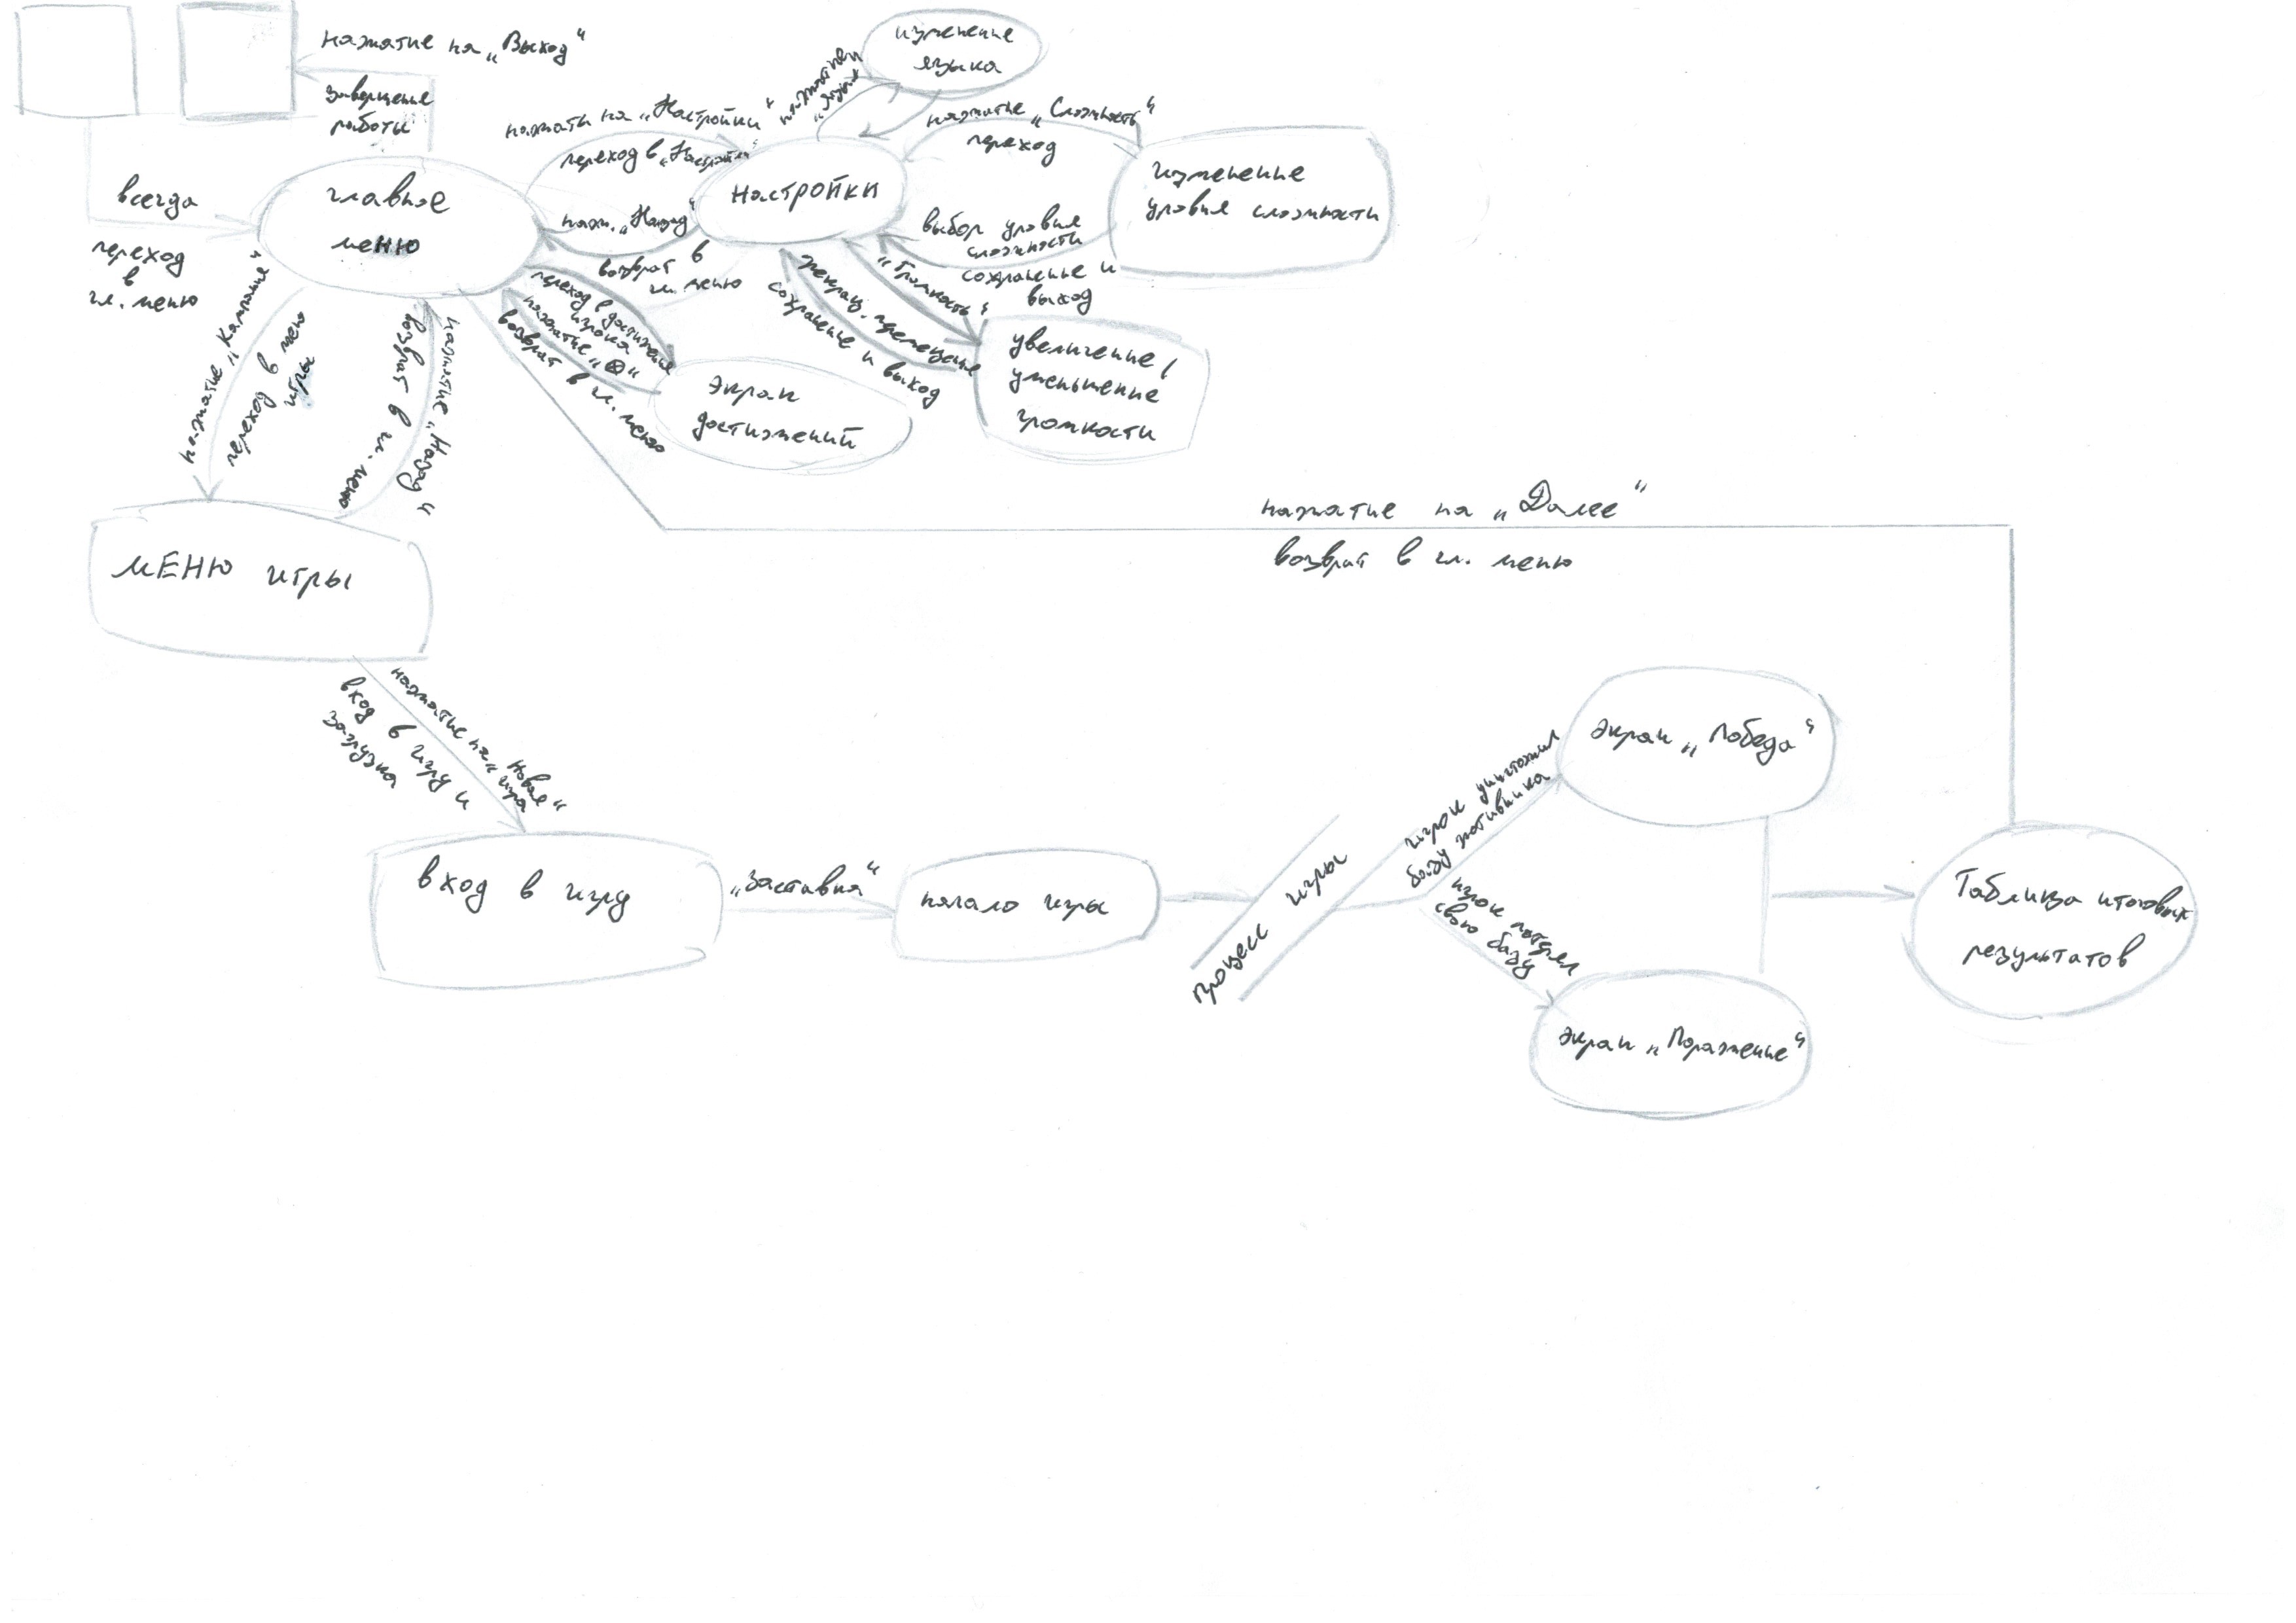 нажатие на „Выход“
завершение
работы
всегда
переход
в
гл. меню
главное
меню
нажати на „Настройки“
переход в „Настройки“
нажатие на
„Язык“
изменение
языка
настройки
наж. „Назад“
возврат в
гл. меню
нажатие „Сложность“
переход
изменение
уровня сложности
выбор уровня
сложности
сохранение и
выход
„Громкость“
прекращ. перемещение
сохранение и выход
увеличение/
уменьшение
громкости
переход в достижения
игрока
нажатие „⊗“
возврат в гл. меню
экран
достижений
нажатие „Кампания“
переход в меню
игры
нажатие „Назад“
возврат в гл. меню
меню игры
нажатие на „Далее“
возврат в гл. меню
нажатие на „новая
игра“
вход в игру и
загрузка
вход в игру
„Заставка“
начало игры
процесс игры
игрок уничтожил
базу противника
игрок потерял
свою базу
экран „Победа“
экран „Поражение“
Таблица итоговых
результатов